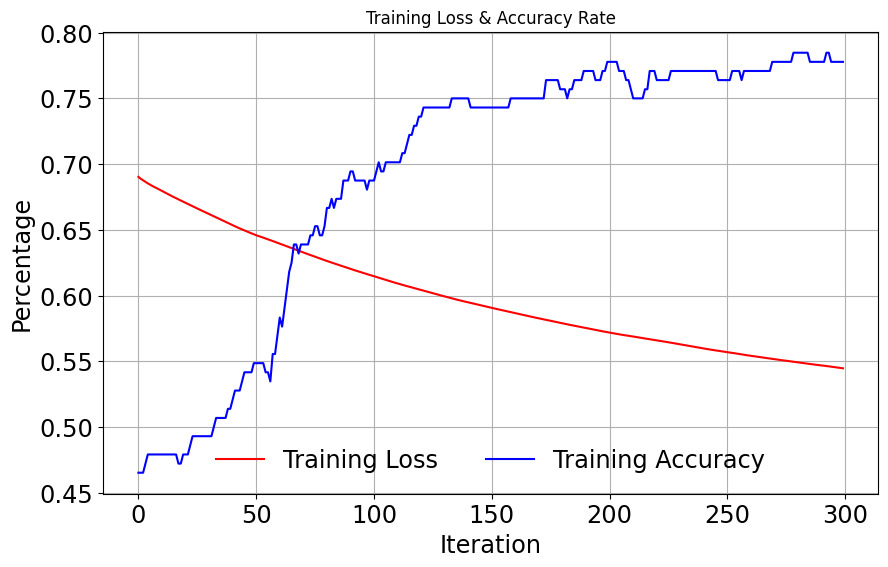 Training Loss & Accuracy Rate
0.80
0.75
0.70
0.65
0.60
0.55
0.50
0.45
Percentage
Training Loss Training Accuracy
0 50 100 150 200 250 300
Iteration